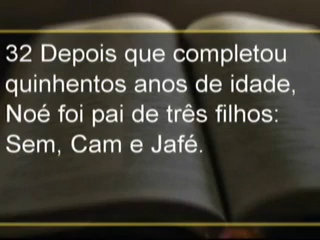 32 Depois que completou
quinhentos anos de idade,
Noé foi pai de três filhos:
Sem, Cam e Jafé.